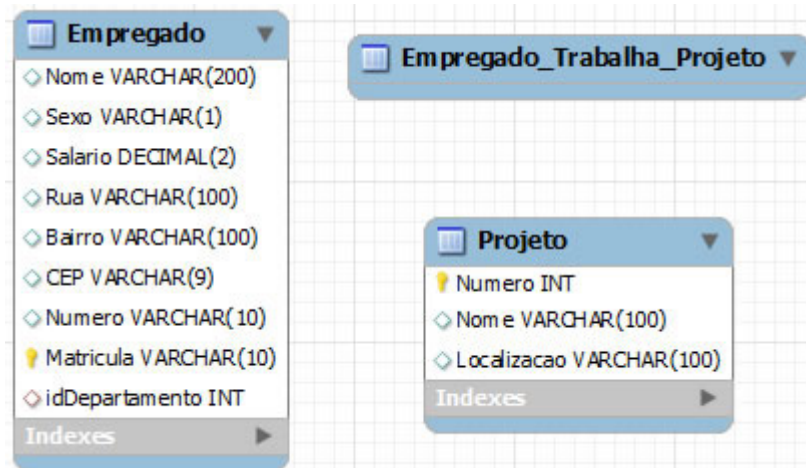 Empregado
Nome VARCHAR(200)
Sexo VARCHAR(1)
Salario DECIMAL(2)
Rua VARCHAR(100)
Bairro VARCHAR(100)
CEP VARCHAR(9)
Numero VARCHAR(10)
Matricula VARCHAR(10)
idDepartamento INT
Indexes
Empregado_Trabalha_Projeto
Projeto
Numero INT
Nome VARCHAR(100)
Localizacao VARCHAR(100)
Indexes